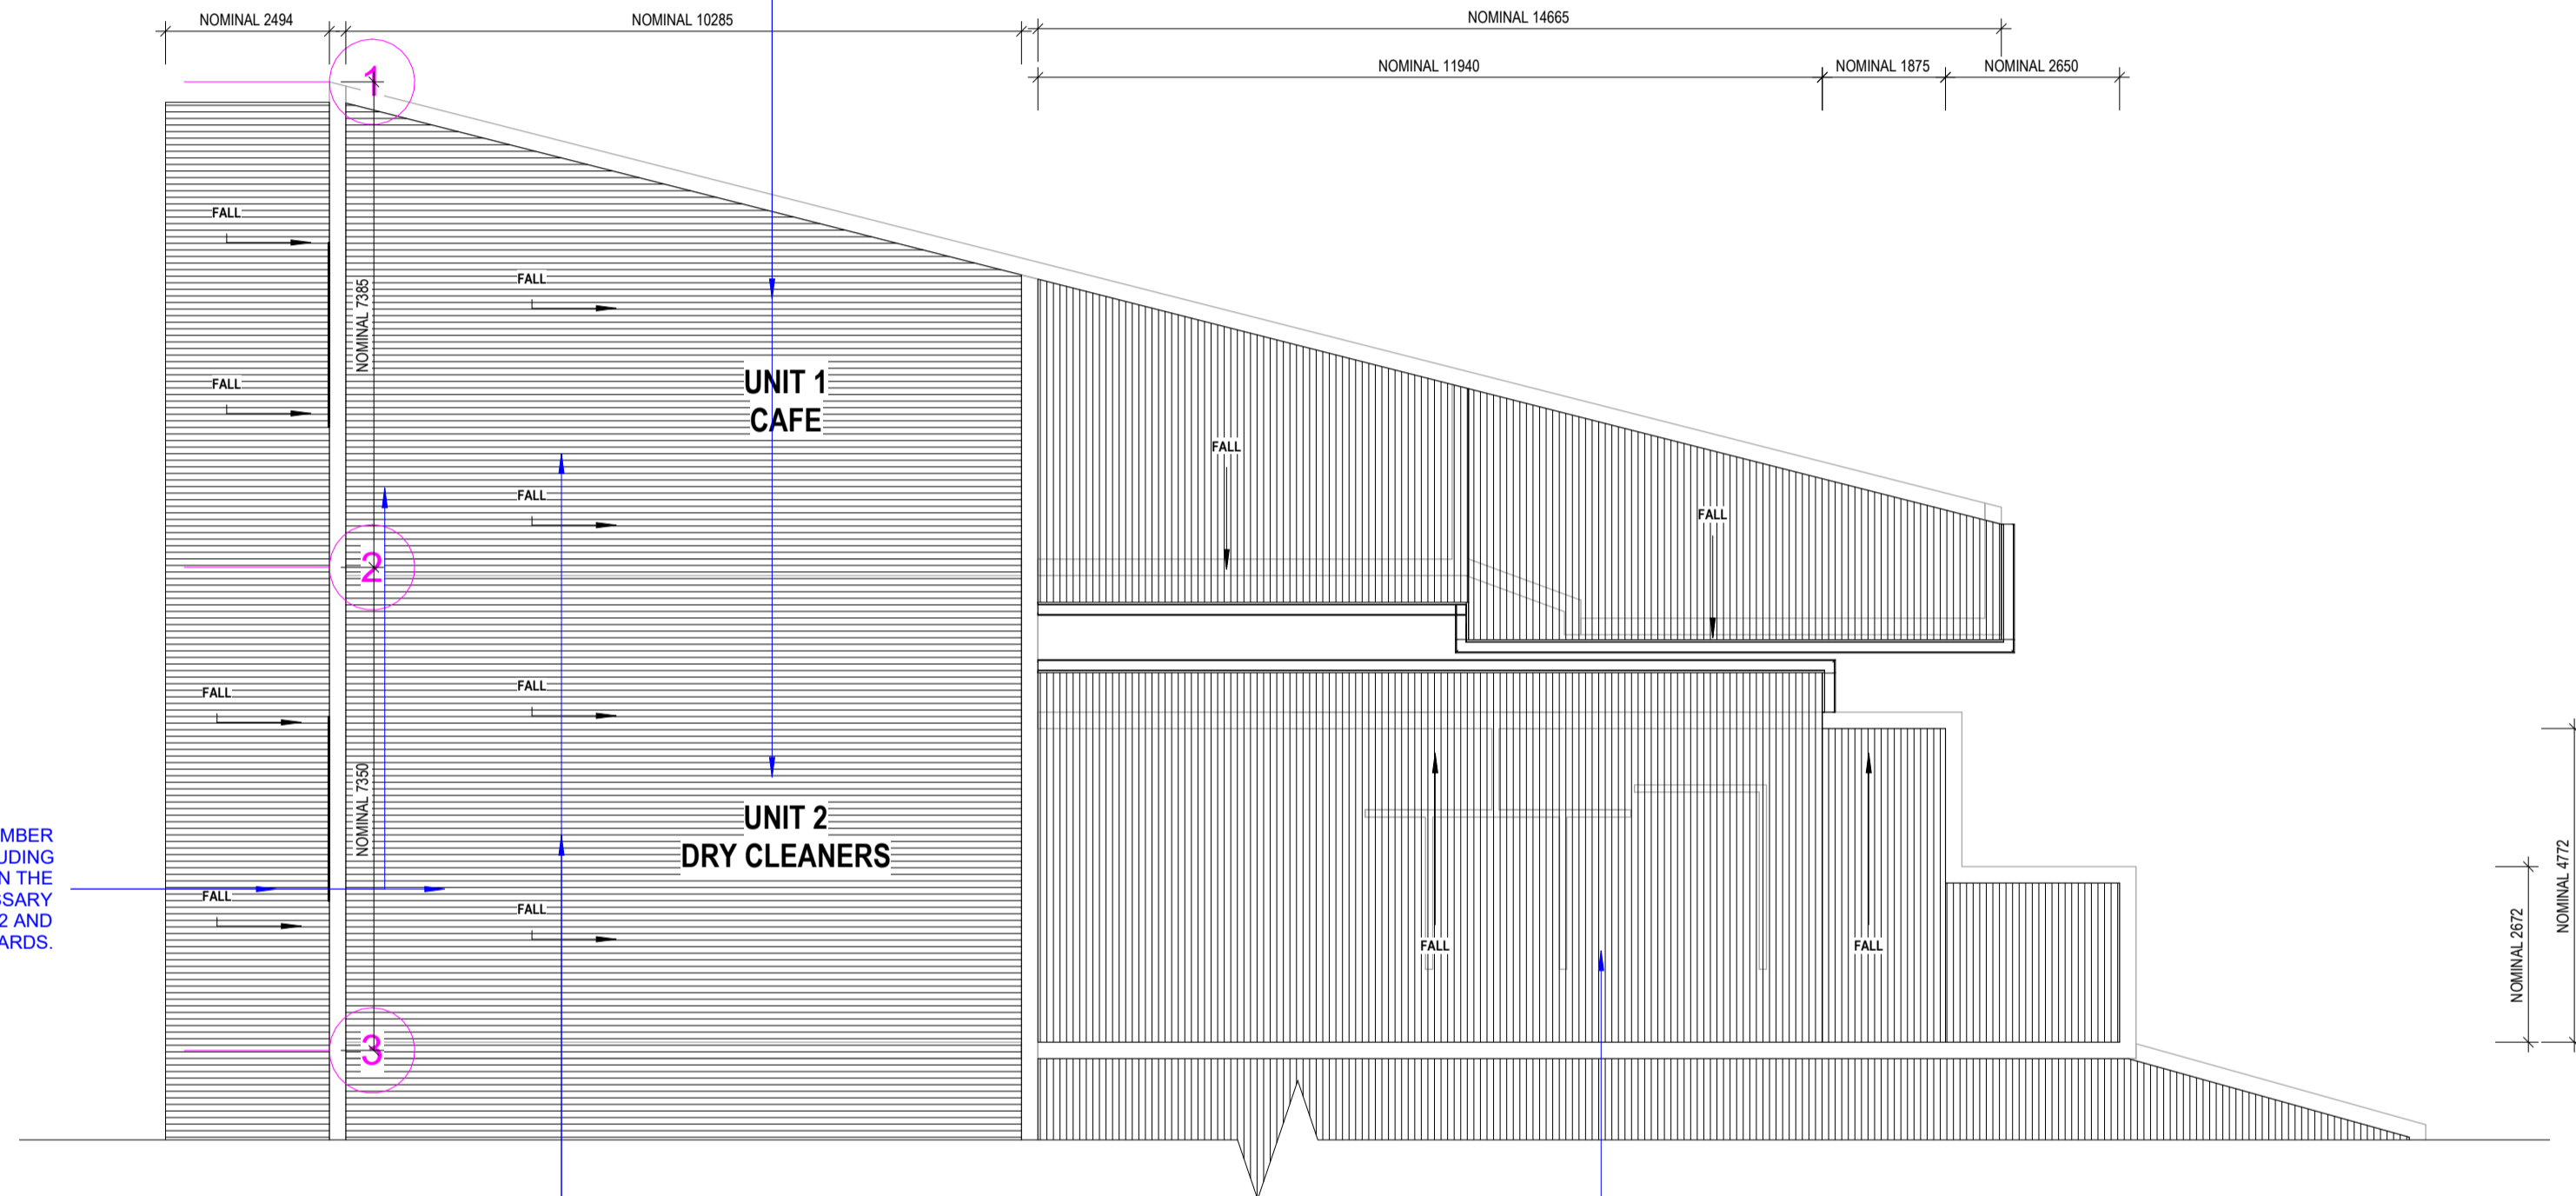 NOMINAL 2494
NOMINAL 10285
NOMINAL 14665
NOMINAL 11940
NOMINAL 1875
NOMINAL 2650
1
FALL
FALL
NOMINAL 7385
FALL
UNIT 1
CAFE
FALL
FALL
FALL
FALL
2
FALL
FALL
NOMINAL 7350
UNIT 2
DRY CLEANERS
FALL
FALL
FALL
FALL
MBER
UDING
N THE
SSARY
2 AND
ARDS.
3
NOMINAL 2672
NOMINAL 4772